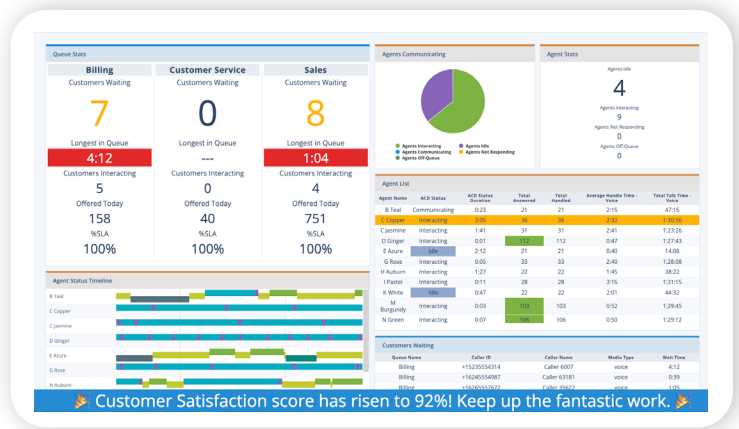 Queue Stats
Billing
Customers Waiting
7
Longest in Queue
4:12
Customers Interacting
5
Offered Today
158
%SLA
100%
Customer Service
Customers Waiting
0
Longest in Queue
---
Customers Interacting
0
Offered Today
40
%SLA
100%
Sales
Customers Waiting
8
Longest in Queue
1:04
Customers Interacting
4
Offered Today
751
%SLA
100%
Agents Communicating
Agents Interacting Agents Idle
Agents Communicating Agents Not Responding
Agents Off-Queue
Agent Stats
Agents Idle
4
Agents Interacting
9
Agents Not Responding
0
Agents Off-Queue
0
Agent List
Agent Name ACD Status ACD Status Duration Total Answered Total Handled Average Handle Time - Voice Total Talk Time - Voice
B Teal Communicating 0:23 21 21 2:15 47:15
C Copper Interacting 3:05 36 36 2:32 1:30:56
C Jasmine Interacting 1:41 31 31 2:41 1:23:26
D Ginger Interacting 0:01 112 112 0:47 1:27:43
E Azure Idle 2:12 21 21 0:40 14:06
G Rose Interacting 0:05 33 33 2:40 1:28:08
H Auburn Interacting 1:27 22 22 1:45 38:22
I Pastel Interacting 0:11 28 28 3:16 1:31:15
K White Idle 0:47 22 22 2:01 44:32
M Burgundy Interacting 0:03 103 103 0:52 1:29:45
N Green Interacting 0:07 106 106 0:50 1:29:12
Agent Status Timeline
B Teal
C Copper
C Jasmine
D Ginger
E Azure
G Rose
H Auburn
Customers Waiting
Queue Name Caller ID Caller Name Media Type Wait Time
Billing +15235554314 Caller 6007 voice 4:12
Billing +16245554987 Caller 63181 voice 0:39
Billing +16265557672 Caller 35622 voice 1:05
🎉 Customer Satisfaction score has risen to 92%! Keep up the fantastic work. 🎉